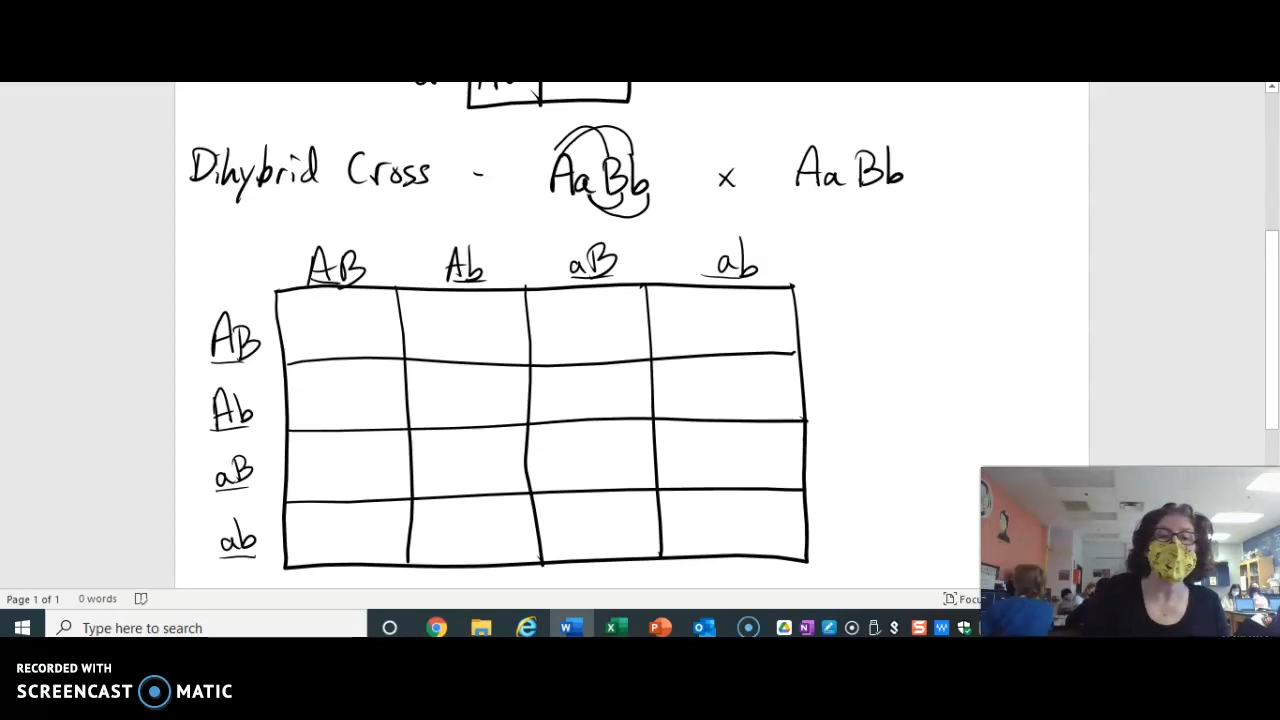 Dihybrid Cross - AaBb x AaBb
AB Ab aB ab
AB
Ab
aB
ab
Page 1 of 1 0 words Focu
Type here to search
RECORDED WITH
SCREENCAST MATIC